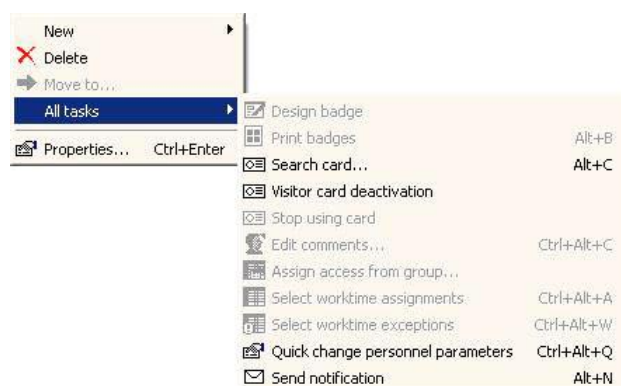 New
Delete
Move to...
All tasks
Properties... Ctrl+Enter
Design badge
Print badges Alt+B
Search card... Alt+C
Visitor card deactivation
Stop using card
Edit comments... Ctrl+Alt+C
Assign access from group...
Select worktime assignments Ctrl+Alt+A
Select worktime exceptions Ctrl+Alt+W
Quick change personnel parameters Ctrl+Alt+Q
Send notification Alt+N